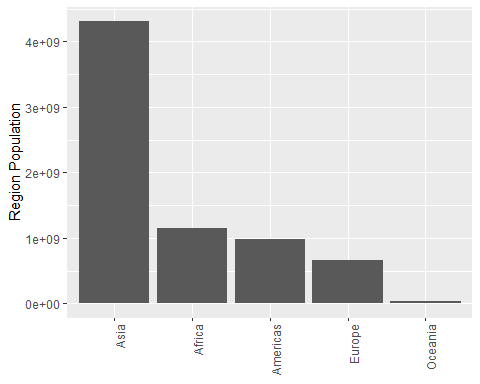 Region Population
4e+09
3e+09
2e+09
1e+09
0e+00
Asia
Africa
Americas
Europe
Oceania